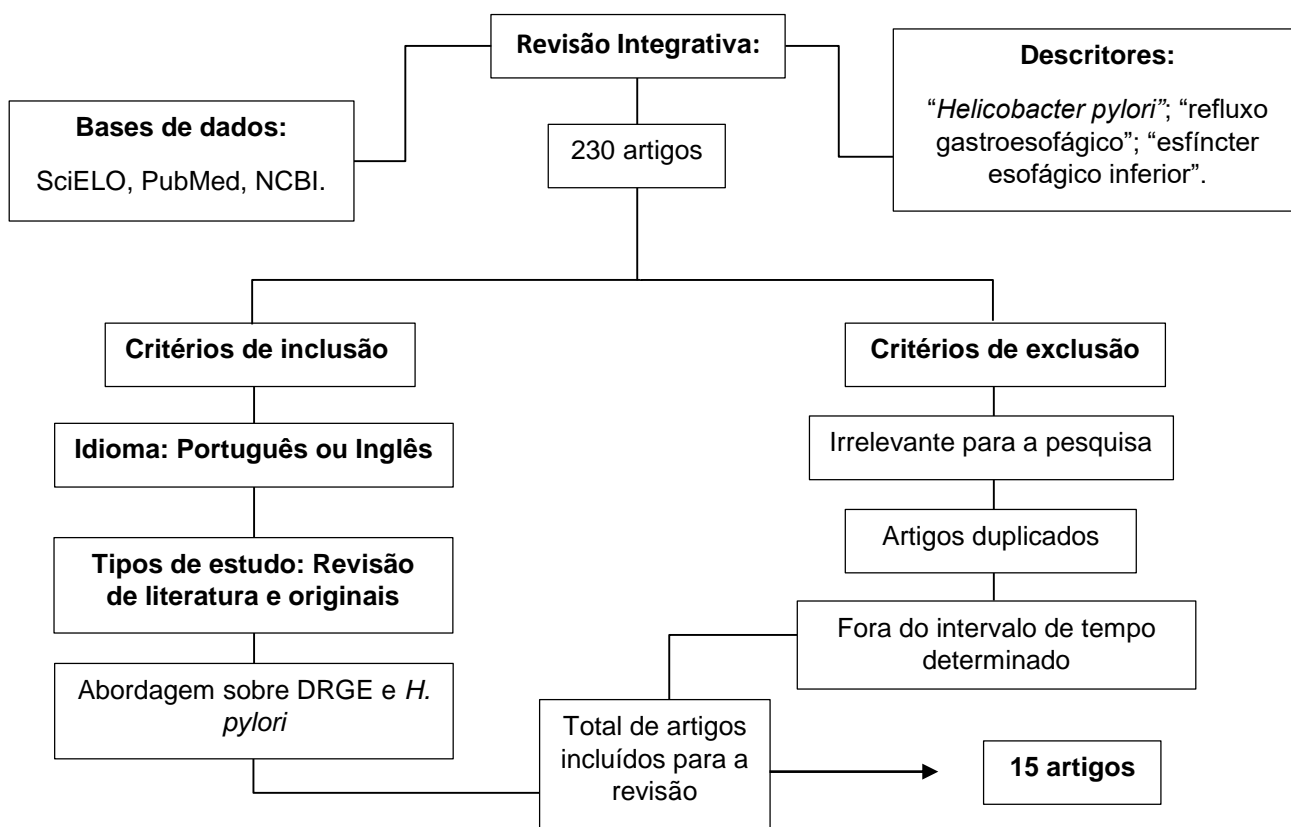 Revisão Integrativa:
Bases de dados:
SciELO, PubMed, NCBI.
230 artigos
Descritores:
“Helicobacter pylori”; “refluxo
gastroesofágico”; “esfíncter
esofágico inferior”.
Critérios de inclusão
Idioma: Português ou Inglês
Tipos de estudo: Revisão
de literatura e originais
Abordagem sobre DRGE e H.
pylori
Critérios de exclusão
Irrelevante para a pesquisa
Artigos duplicados
Fora do intervalo de tempo
determinado
Total de artigos
incluídos para a
revisão
15 artigos